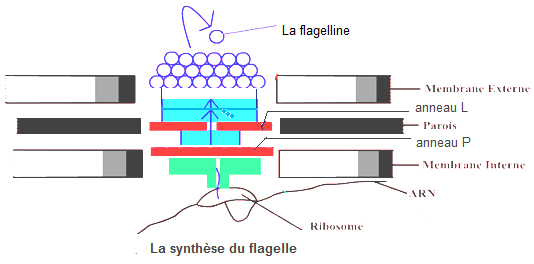 La flagelline
Membrane Externe
anneau L
Parois
anneau P
Membrane Interne
ARN
Ribosome
La synthèse du flagelle